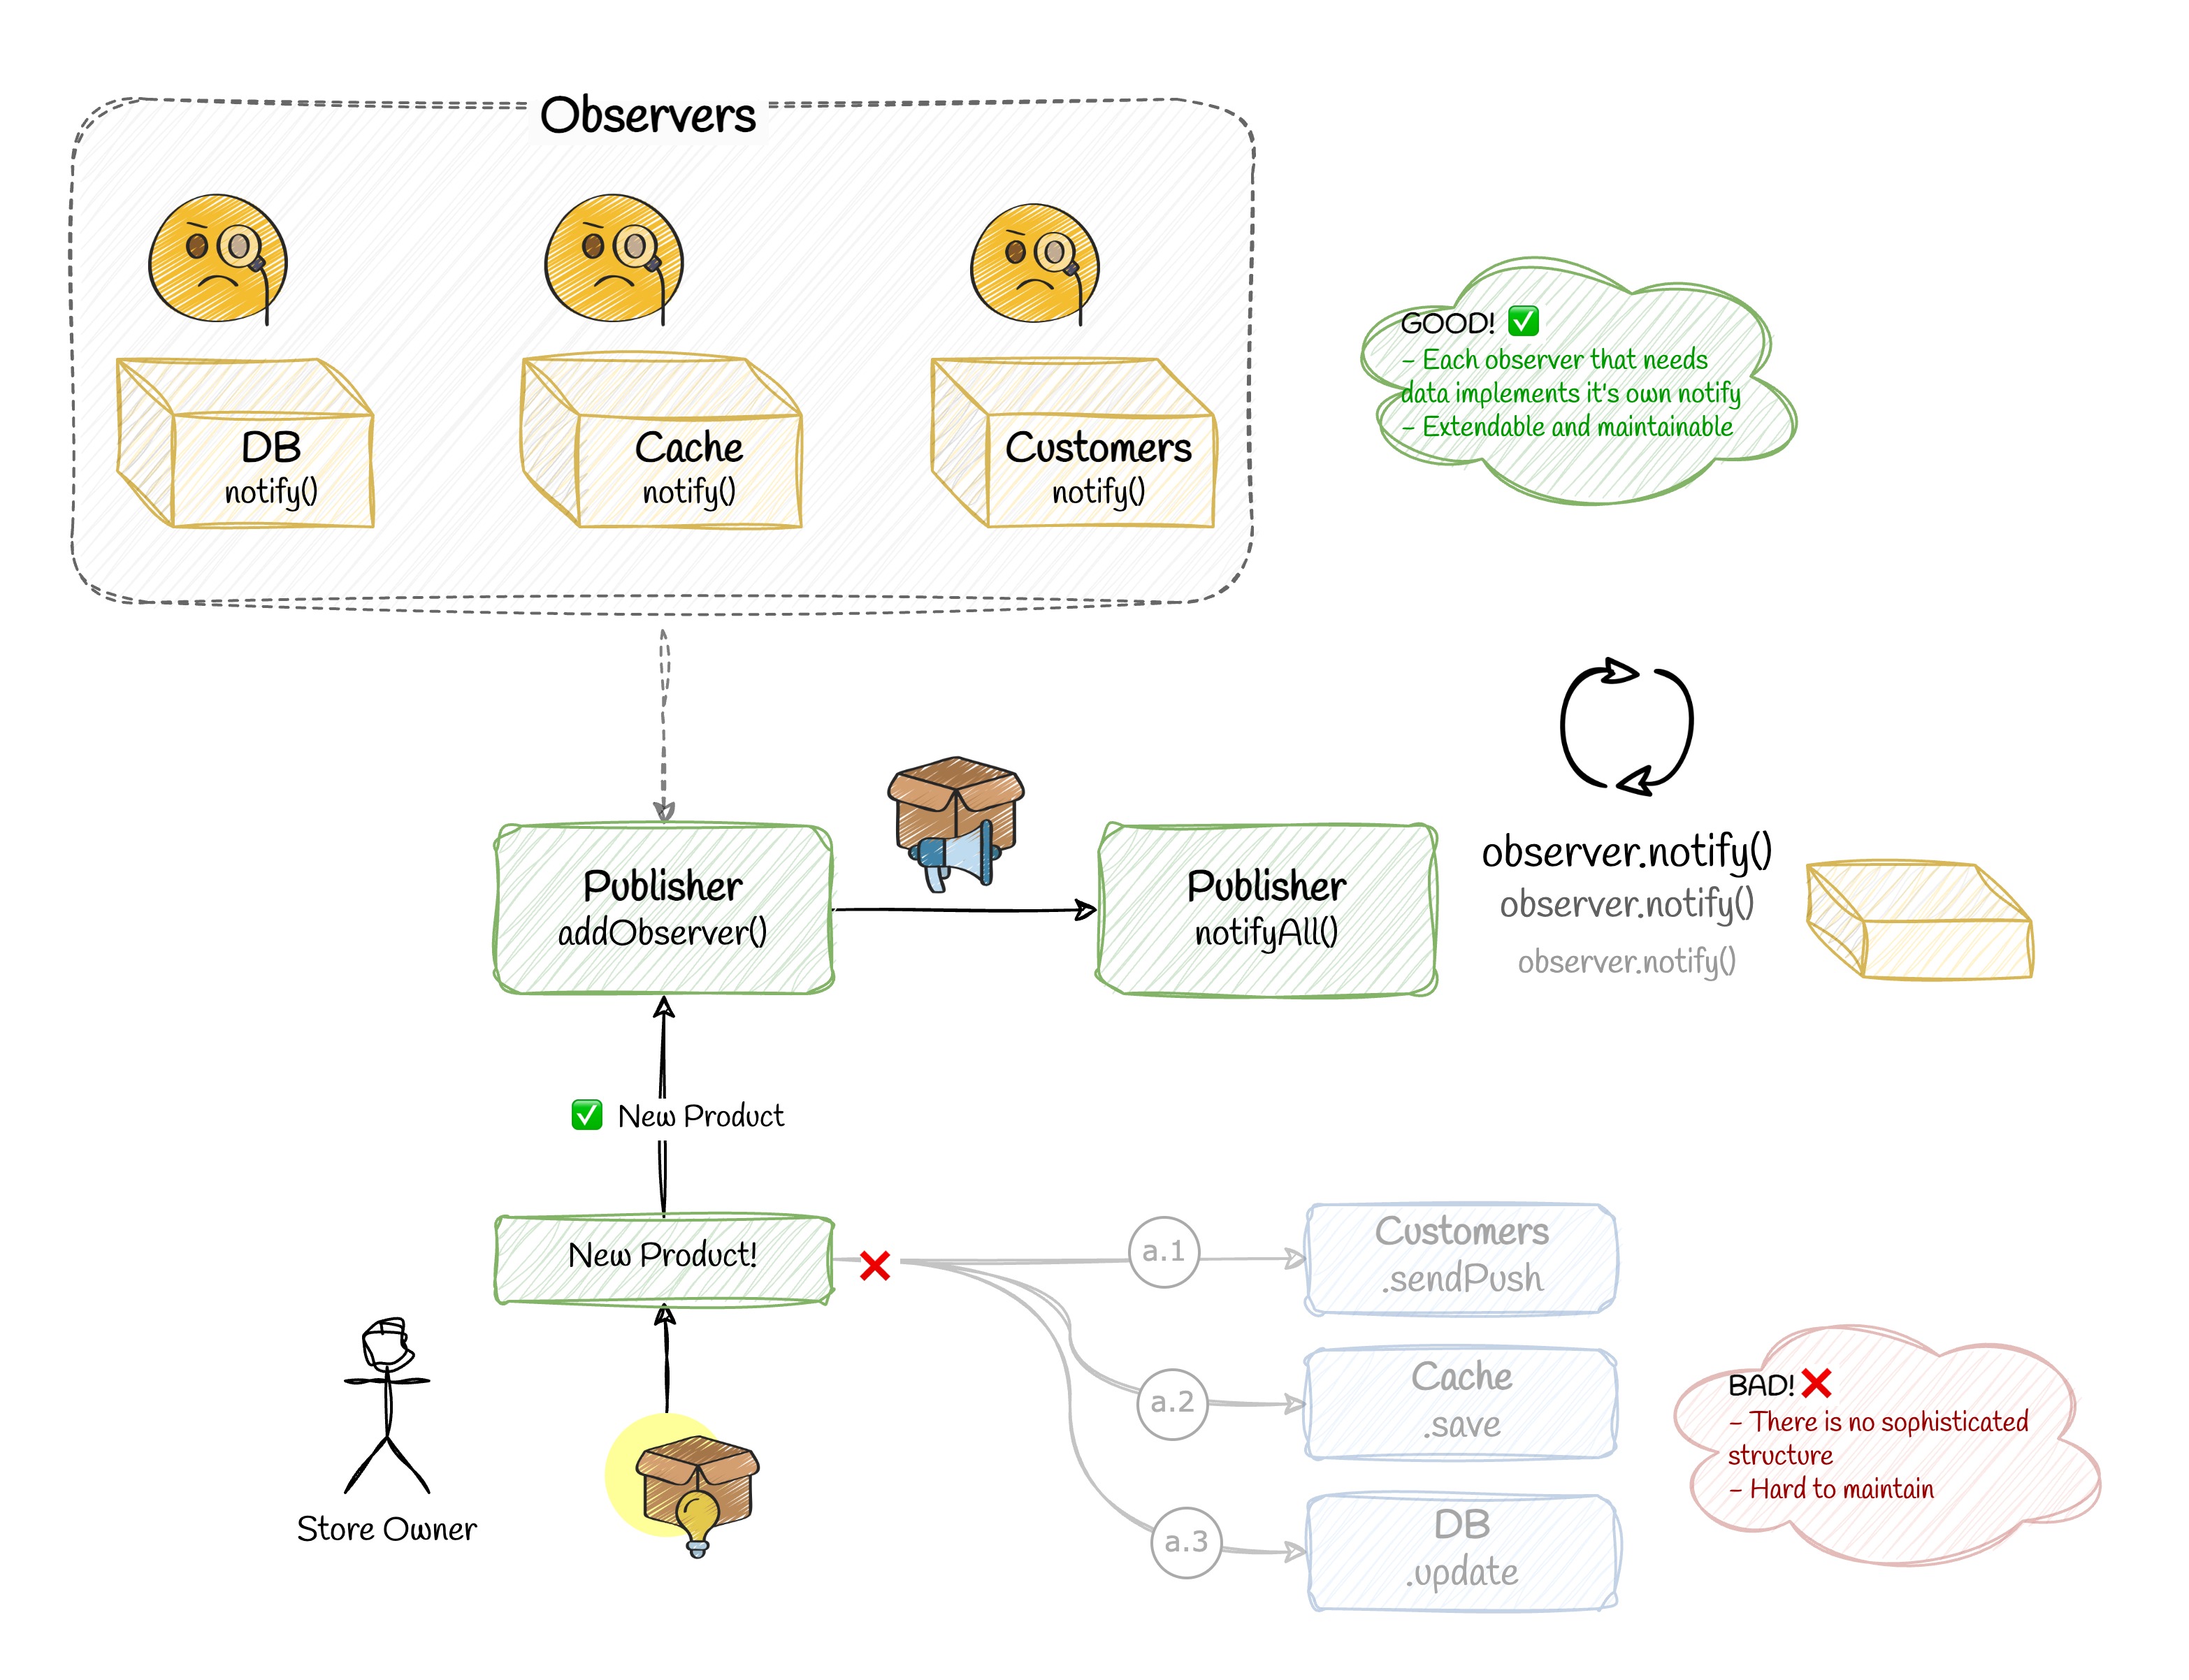 Observers
DB
notify()
Cache
notify()
Customers
notify()
GOOD! ✅
- Each observer that needs
data implements it's own notify
- Extendable and maintainable
Publisher
addObserver()
Publisher
notifyAll()
observer.notify()
observer.notify()
observer.notify()
✅ New Product
New Product!
❌
a.1
Customers
.sendPush
a.2
Cache
.save
a.3
DB
.update
BAD!❌
- There is no sophisticated
structure
- Hard to maintain
Store Owner